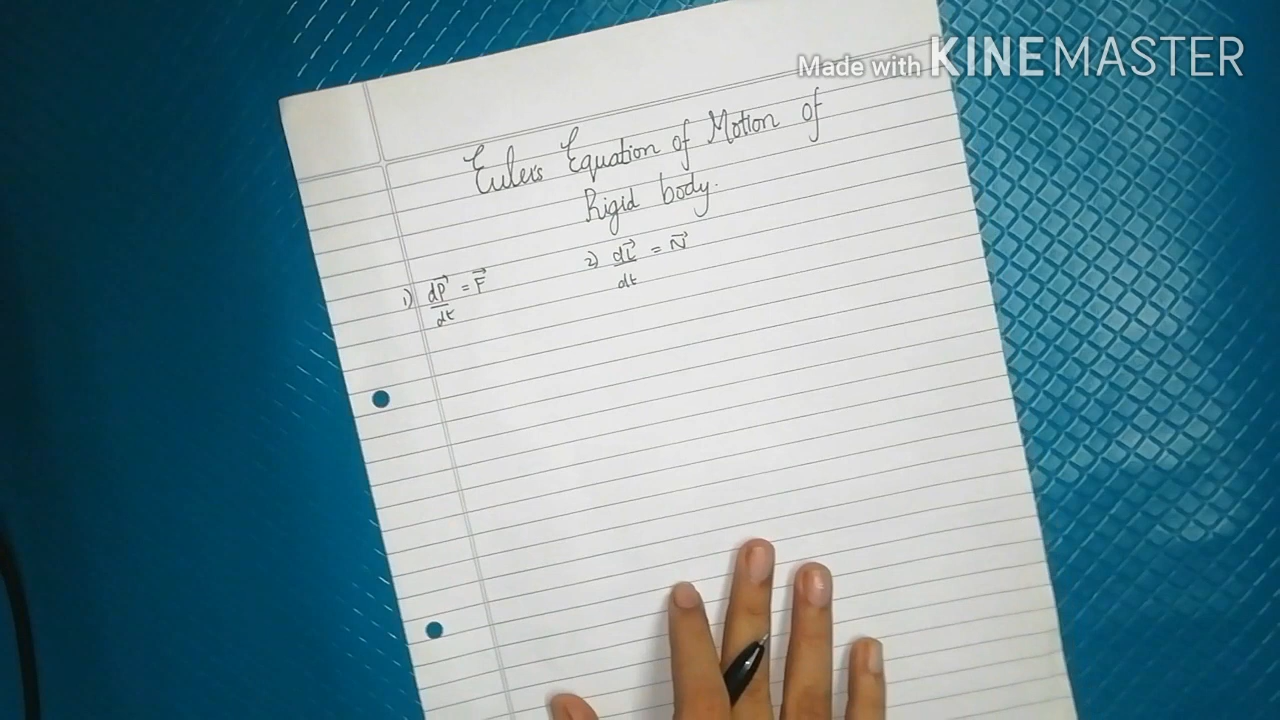 Made with KINEMASTER
Euler's Equation of Motion of
Rigid body.
1) dP⃗/dt = F⃗
2) dL⃗/dt = N⃗